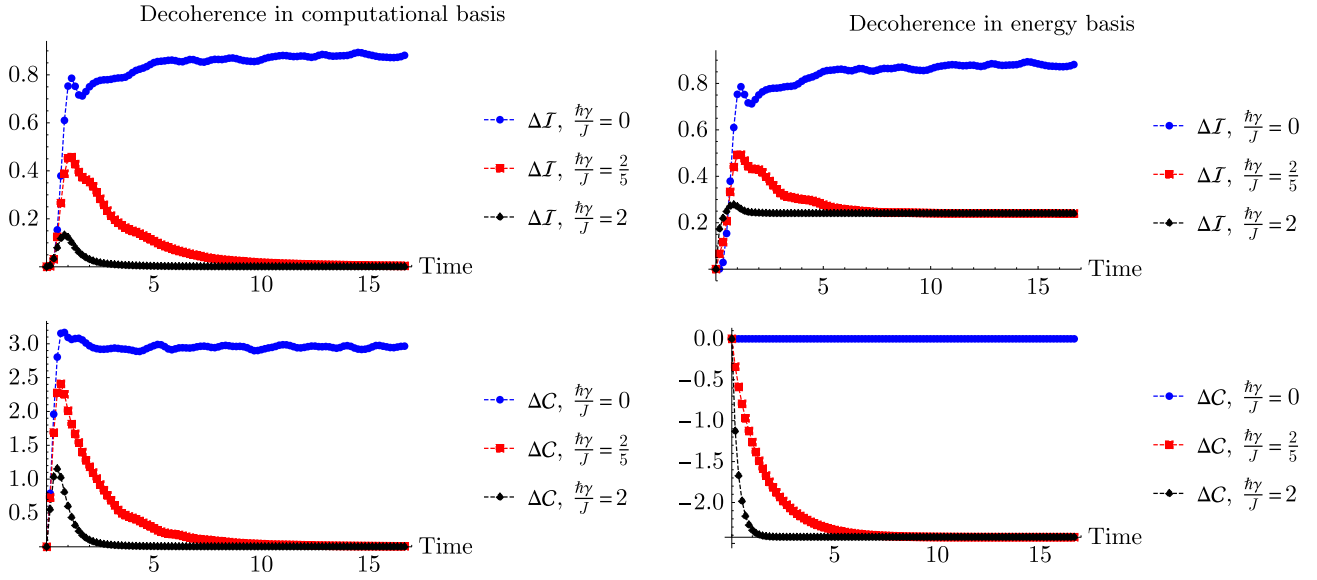 Decoherence in computational basis
0.8
0.6
0.4
0.2
5
10
15
Time
ΔI, ħγ/J = 0
ΔI, ħγ/J = 2/5
ΔI, ħγ/J = 2
Decoherence in energy basis
0.8
0.6
0.4
0.2
5
10
15
Time
ΔI, ħγ/J = 0
ΔI, ħγ/J = 2/5
ΔI, ħγ/J = 2
3.0
2.5
2.0
1.5
1.0
0.5
5
10
15
Time
ΔC, ħγ/J = 0
ΔC, ħγ/J = 2/5
ΔC, ħγ/J = 2
0.0
−0.5
−1.0
−1.5
−2.0
5
10
15
Time
ΔC, ħγ/J = 0
ΔC, ħγ/J = 2/5
ΔC, ħγ/J = 2